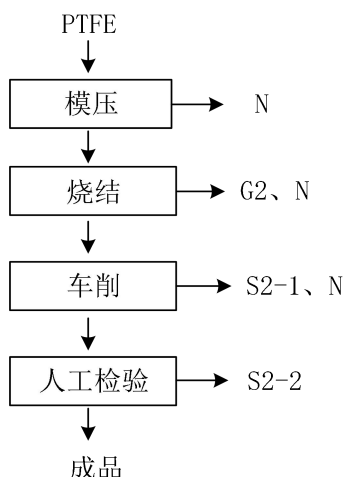 PTFE
模压
N
烧结
G2、N
车削
S2-1、N
人工检验
S2-2
成品